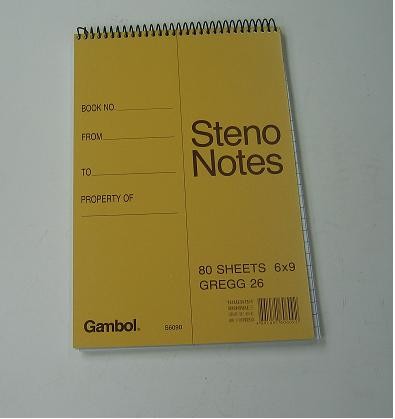 BOOK NO.
FROM
TO
PROPERTY OF
Steno
Notes
80 SHEETS 6x9
GREGG 26
Gambol®
S6090